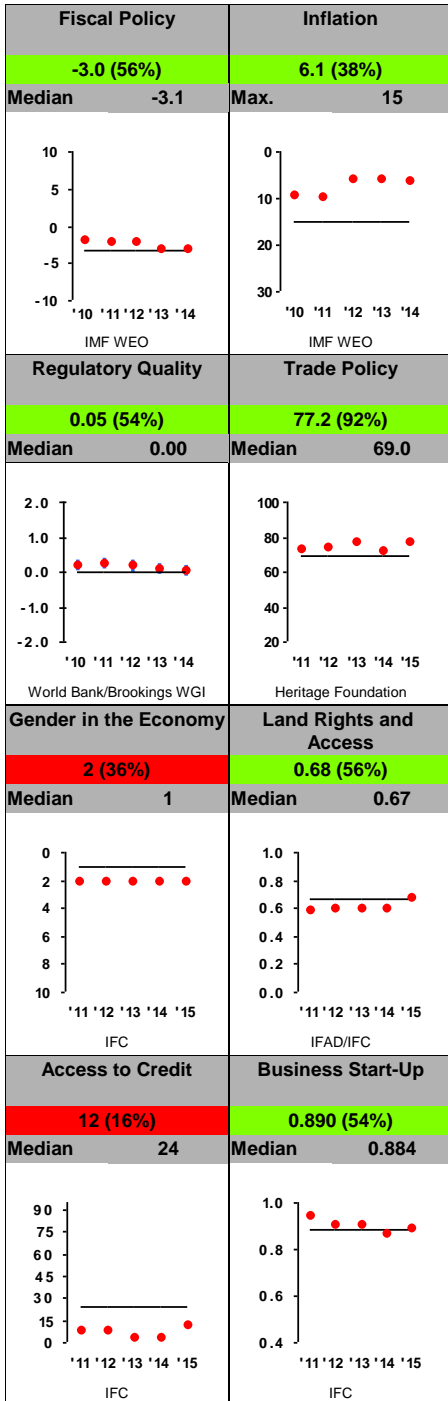 Fiscal Policy
-3.0 (56%)
Median -3.1
10
5
0
-5
-10
'10 '11 '12 '13 '14
IMF WEO
Inflation
6.1 (38%)
Max. 15
0
10
20
30
'10 '11 '12 '13 '14
IMF WEO
Regulatory Quality
0.05 (54%)
Median 0.00
2.0
1.0
0.0
-1.0
-2.0
'10 '11 '12 '13 '14
World Bank/Brookings WGI
Trade Policy
77.2 (92%)
Median 69.0
100
80
60
40
20
'11 '12 '13 '14 '15
Heritage Foundation
Gender in the Economy
2 (36%)
Median 1
0
2
4
6
8
10
'11 '12 '13 '14 '15
IFC
Land Rights and
Access
0.68 (56%)
Median 0.67
1.0
0.8
0.6
0.4
0.2
0.0
'11 '12 '13 '14 '15
IFAD/IFC
Access to Credit
12 (16%)
Median 24
90
75
60
45
30
15
0
'11 '12 '13 '14 '15
IFC
Business Start-Up
0.890 (54%)
Median 0.884
1.0
0.8
0.6
0.4
'11 '12 '13 '14 '15
IFC